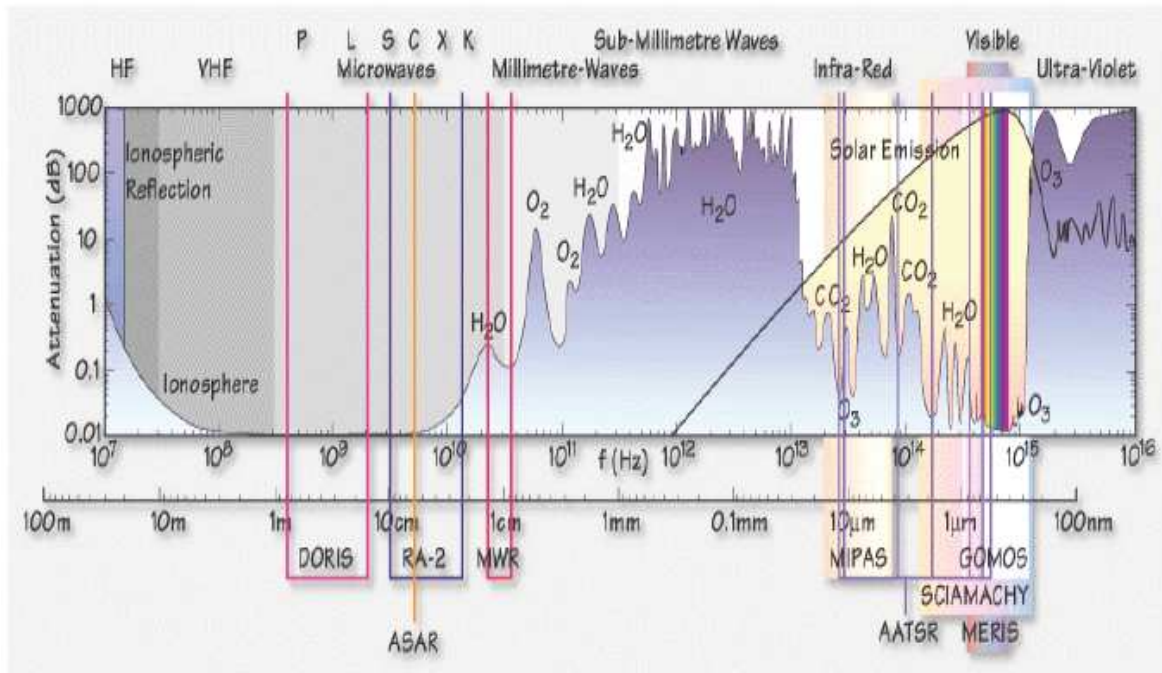 P L S C X K Sub-Millimetre Waves Visible
HF VHF Microwaves Millimetre-Waves Infra-Red Ultra-Violet
1000
100
10
1
0.1
0.01
Attenuation (dB)
Ionospheric
Reflection
Ionosphere
H₂O
O₂
O₂
H₂O
H₂O
H₂O
Solar Emission
CO₂
O₃
H₂O
CO₂
CO₂
H₂O
O₃
O₃
10⁷ 10⁸ 10⁹ 10¹⁰ 10¹¹ f (Hz) 10¹² 10¹³ 10¹⁴ 10¹⁵ 10¹⁶
100m 10m 1m 10cm 1cm 1mm 0.1mm 10μm 1μm 100nm
DORIS RA-2 MWR MIPAS GOMOS
SCIAMACHY
ASAR AATSR MERIS